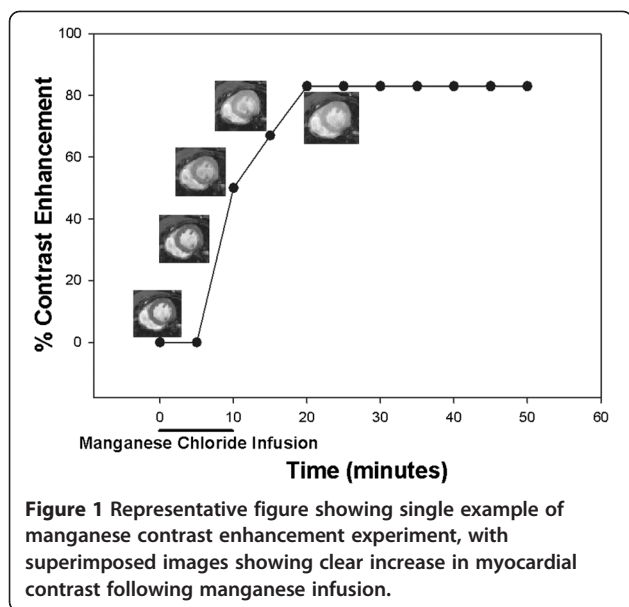 100
80
60
40
20
0
% Contrast Enhancement
0 10 20 30 40 50 60
Manganese Chloride Infusion
Time (minutes)
Figure 1 Representative figure showing single example of
manganese contrast enhancement experiment, with
superimposed images showing clear increase in myocardial
contrast following manganese infusion.